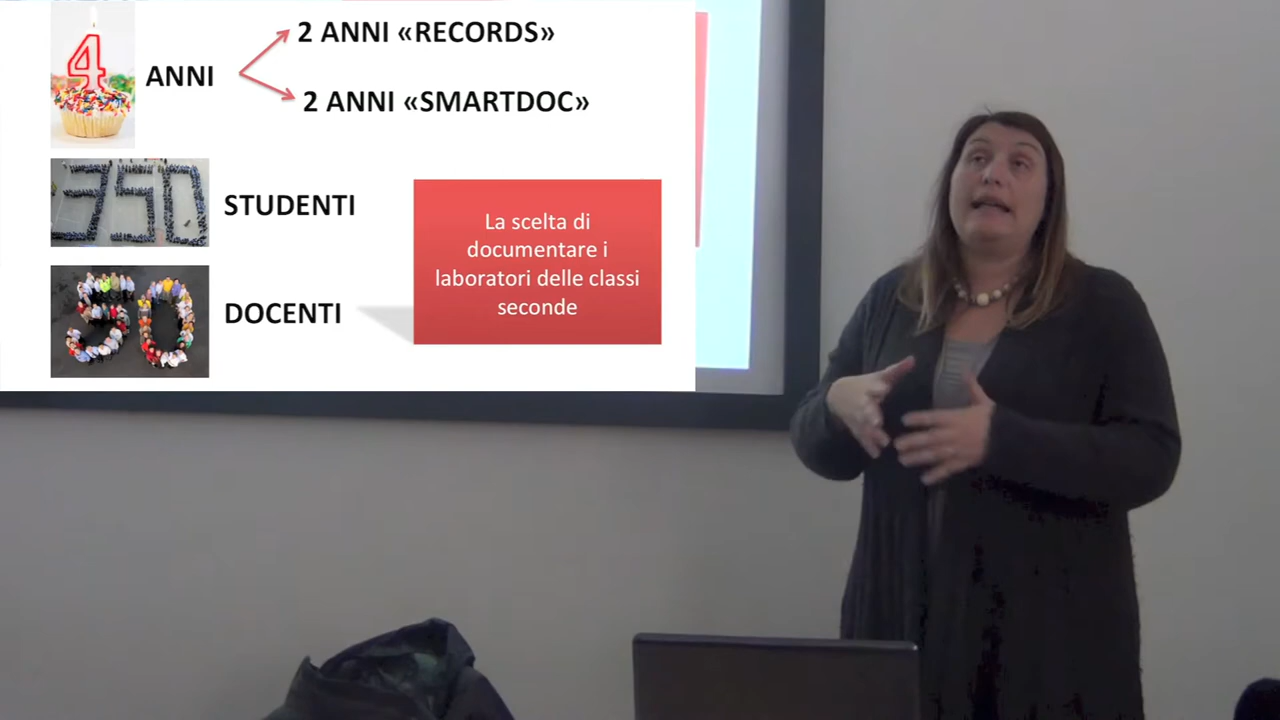 4
ANNI
2 ANNI «RECORDS»
2 ANNI «SMARTDOC»
350
STUDENTI
50
DOCENTI
La scelta di
documentare i
laboratori delle classi
seconde